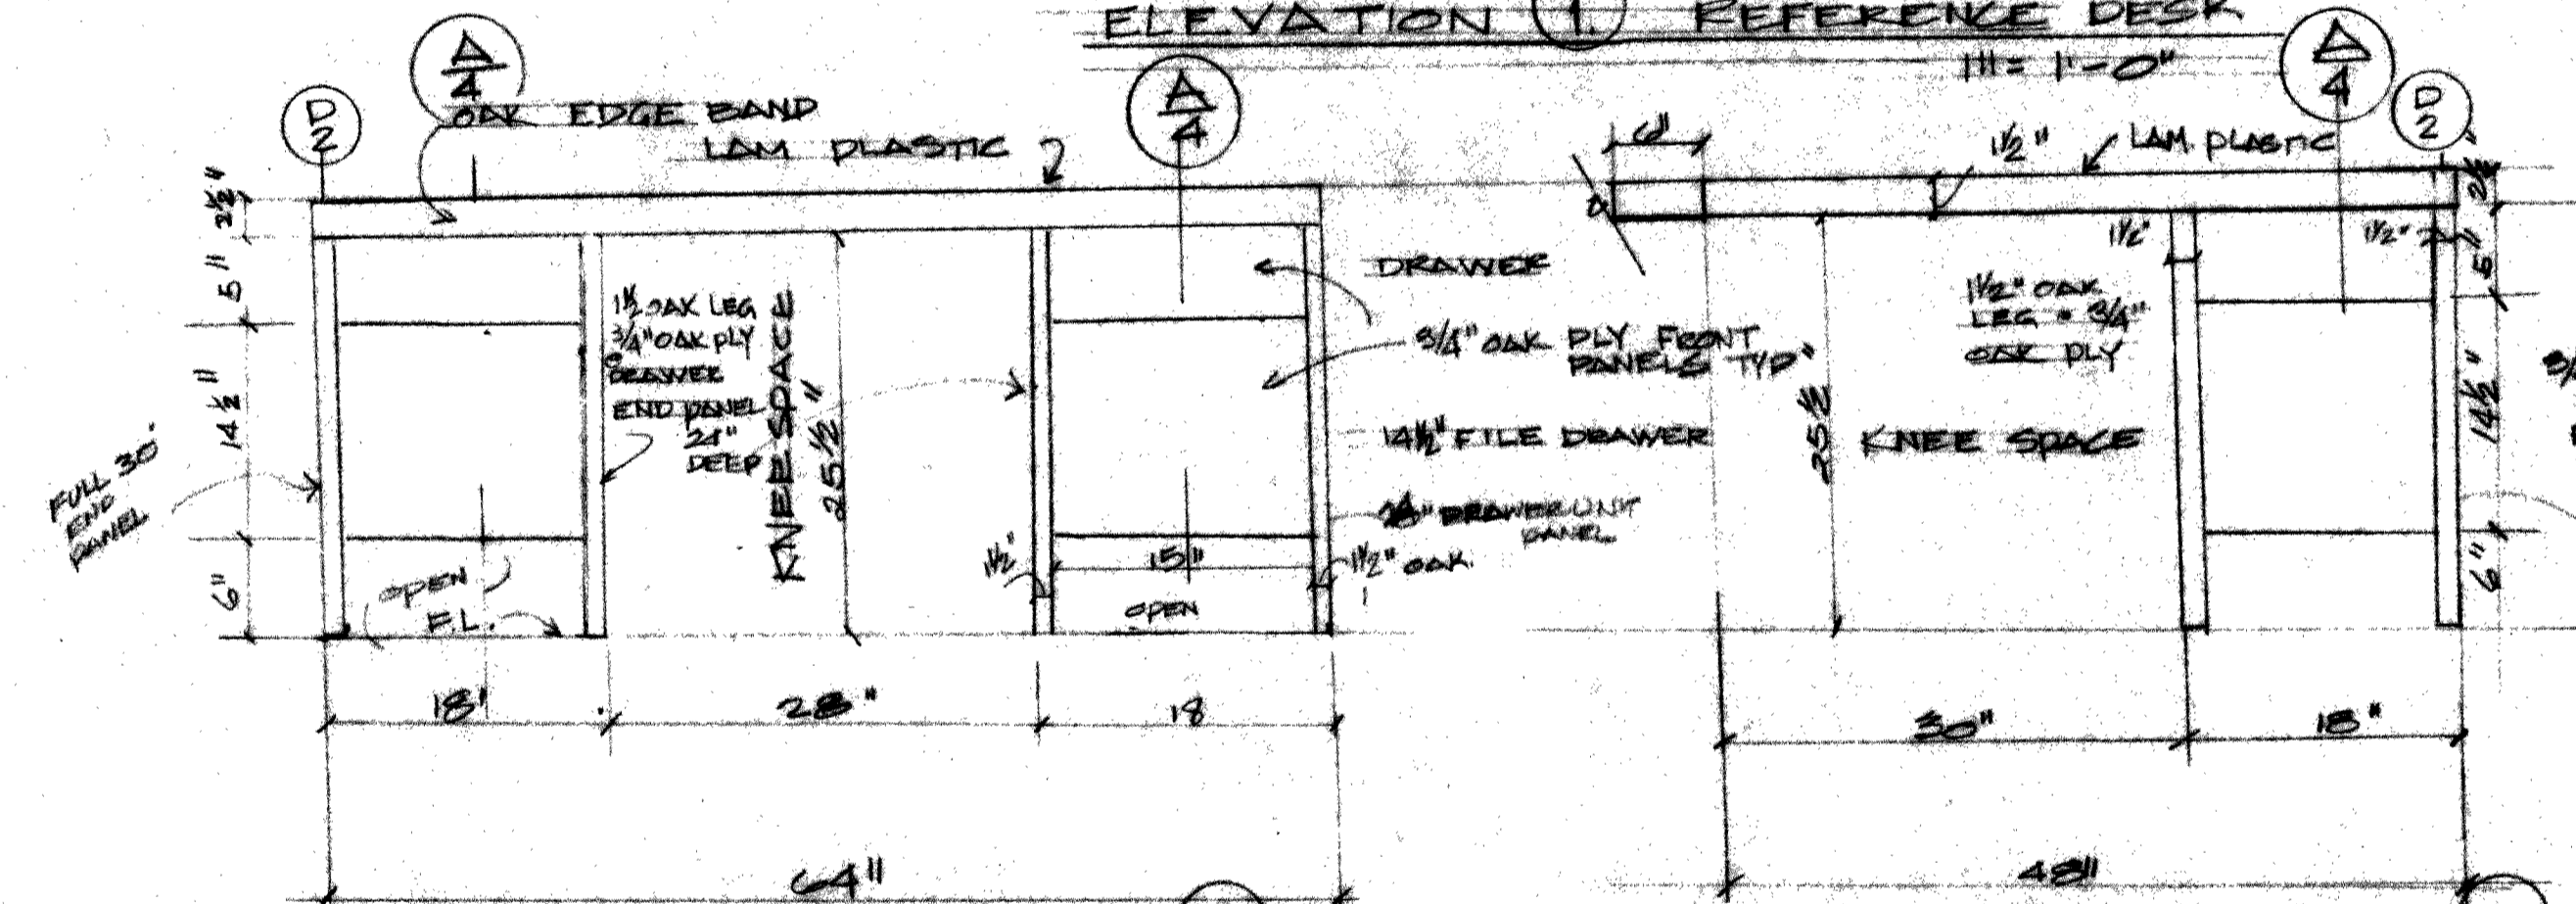 ELEVATION 1. REFERENCE DESK
1" = 1'-0"
A
4
D
2
OAK EDGE BAND
LAM PLASTIC
A
4
A
4
D
2
6"
1½"
LAM. PLASTIC
2½"
5"
14½"
6"
FULL 30"
END
PANEL
1½ OAK LEG
3/4" OAK PLY
DRAWER
END PANEL
DEEP
KNEE SPACE
25½"
OPEN
F.L.
DRAWER
3/4" OAK PLY FRONT
PANELS TYP
14½" FILE DRAWER
DRAWER UNIT
PANEL
1½"
15"
1½" OAK.
OPEN
1½"
1½"
1½" OAK
LEG • 3/4"
OAK PLY
25½
KNEE SPACE
2½"
5"
14½"
6"
18"
28"
18
64"
30"
18"
48"